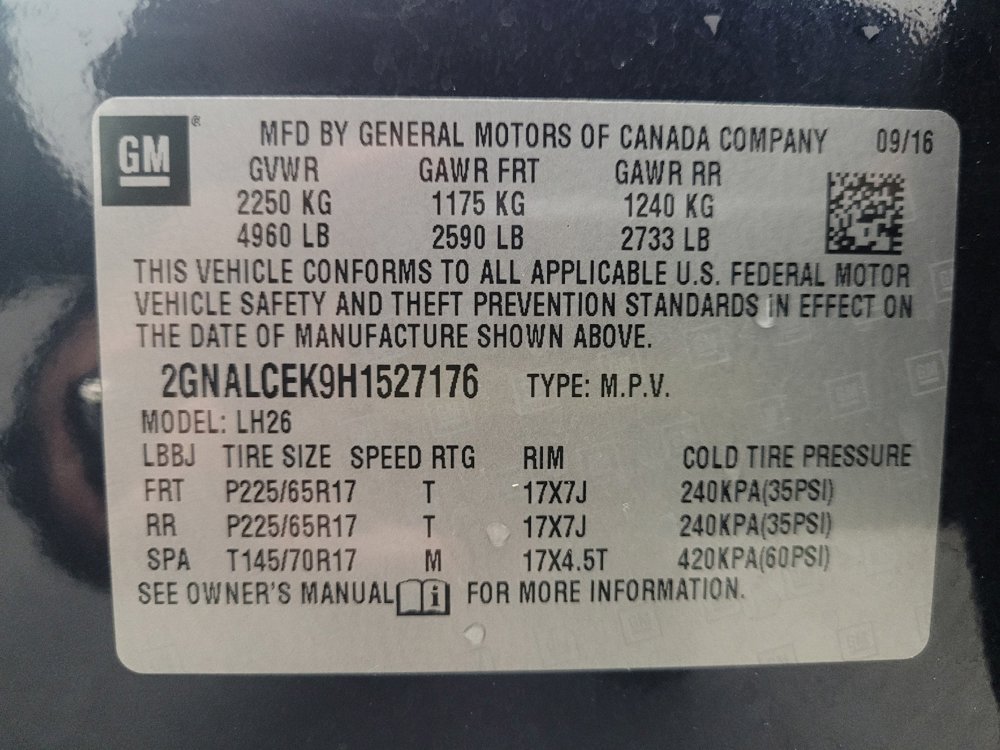 GM ®
MFD BY GENERAL MOTORS OF CANADA COMPANY 09/16
GVWR GAWR FRT GAWR RR
2250 KG 1175 KG 1240 KG
4960 LB 2590 LB 2733 LB
THIS VEHICLE CONFORMS TO ALL APPLICABLE U.S. FEDERAL MOTOR
VEHICLE SAFETY AND THEFT PREVENTION STANDARDS IN EFFECT ON
THE DATE OF MANUFACTURE SHOWN ABOVE.
2GNALCEK9H1527176 TYPE: M.P.V.
MODEL: LH26
LBBJ TIRE SIZE SPEED RTG RIM COLD TIRE PRESSURE
FRT P225/65R17 T 17X7J 240KPA(35PSI)
RR P225/65R17 T 17X7J 240KPA(35PSI)
SPA T145/70R17 M 17X4.5T 420KPA(60PSI)
SEE OWNER'S MANUAL i FOR MORE INFORMATION.